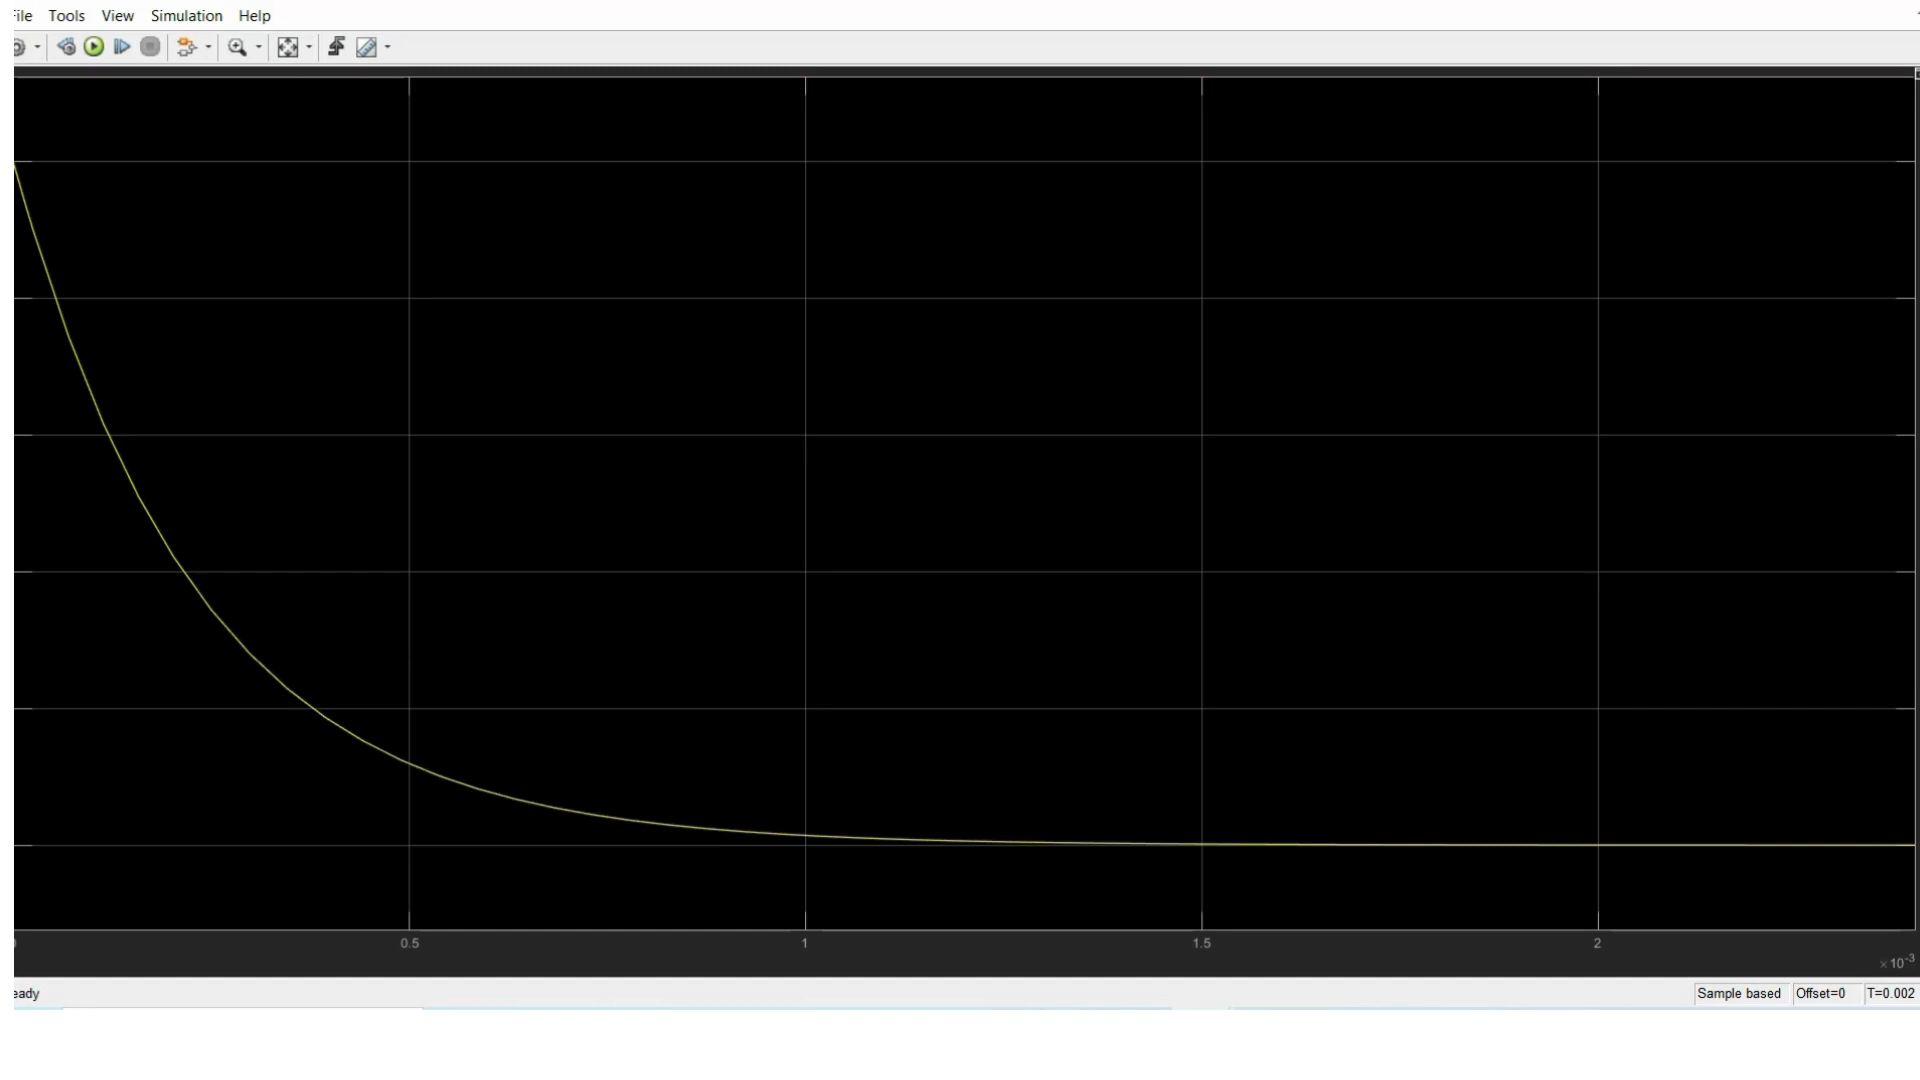 ile Tools View Simulation Help
0.5 1 1.5 2
×10-3
eady Sample based Offset=0 T=0.002